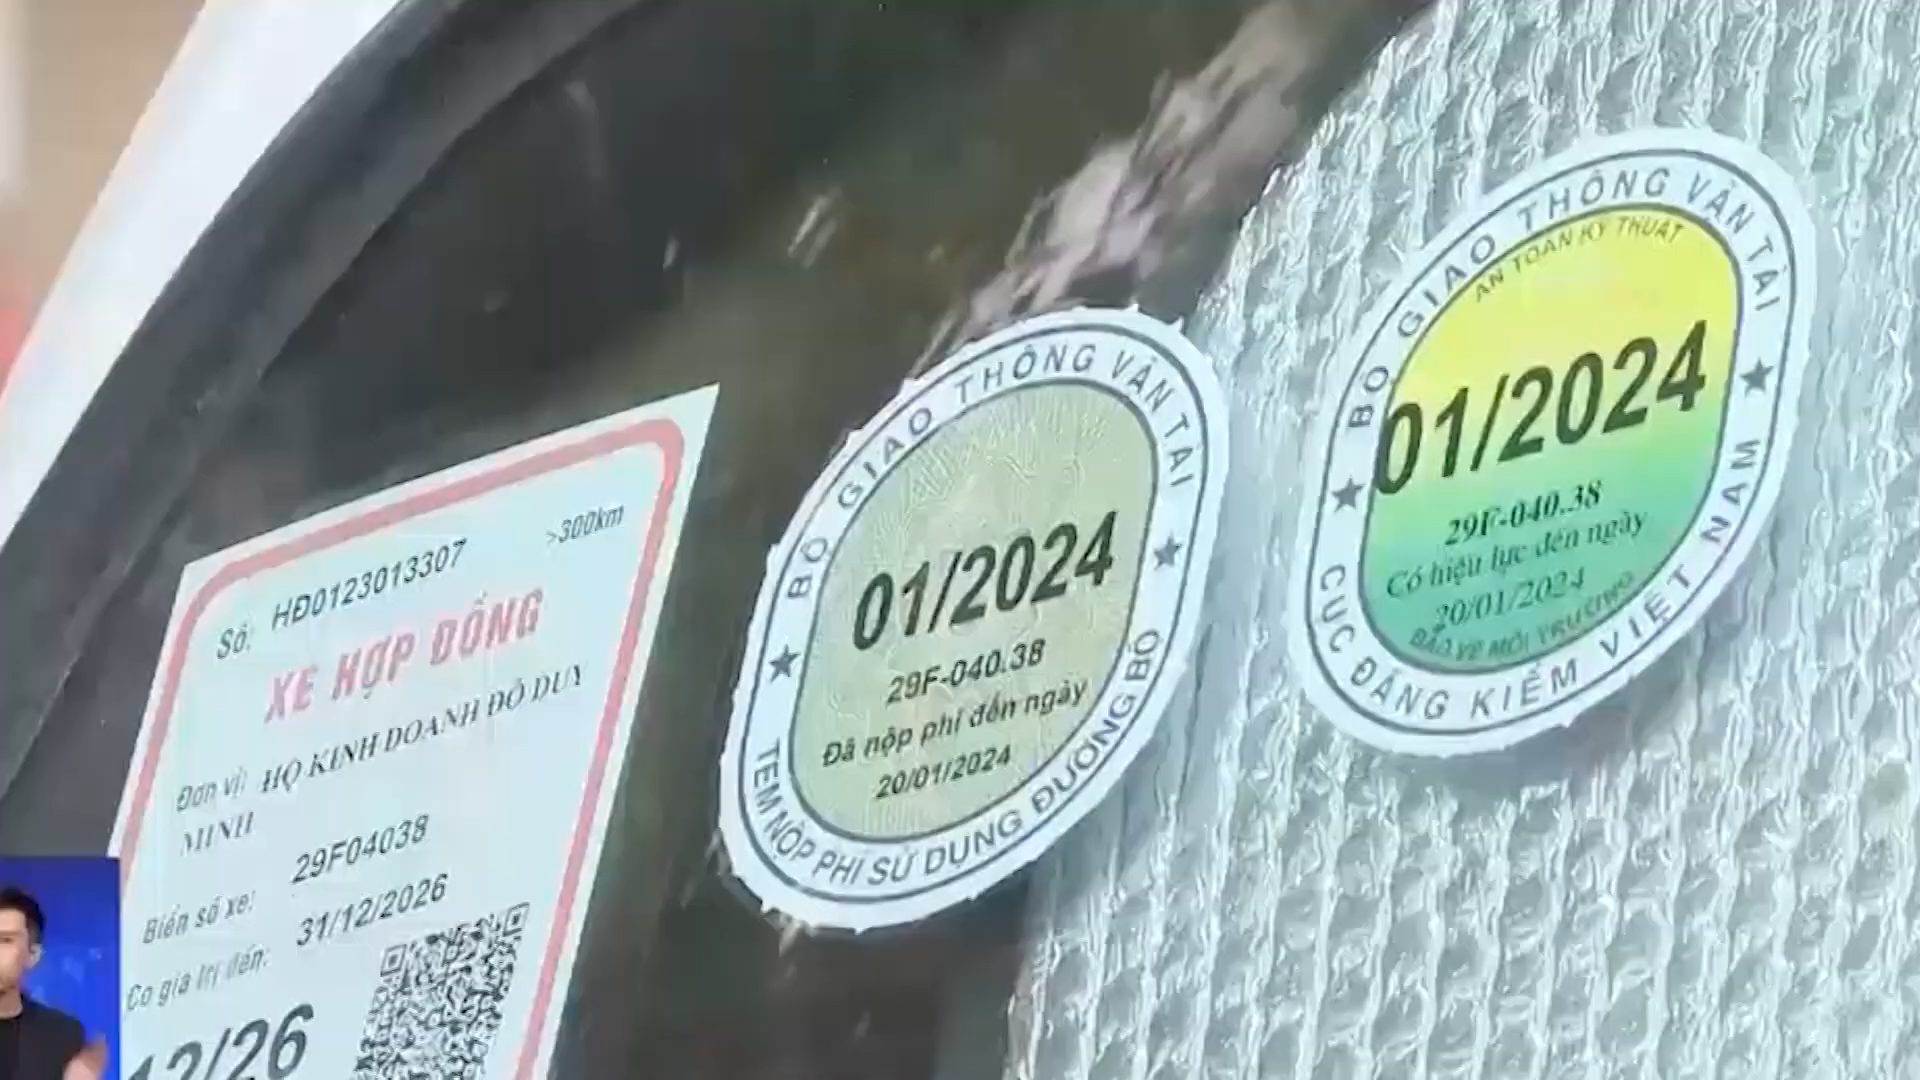 Số: HĐ0123013307
>300km
XE HỢP ĐỒNG
Đơn vị: HỘ KINH DOANH ĐỖ DUY
MINH
Biển số xe: 29F04038
Có giá trị đến: 31/12/2026
12/26
BỘ GIAO THÔNG VẬN TẢI
01/2024
29F-040.38
Đã nộp phí đến ngày
20/01/2024
TEM NỘP PHÍ SỬ DỤNG ĐƯỜNG BỘ
BỘ GIAO THÔNG VẬN TẢI
AN TOÀN KỸ THUẬT
01/2024
29F-040.38
Có hiệu lực đến ngày
20/01/2024
BẢO VỆ MÔI TRƯỜNG
CỤC ĐĂNG KIỂM VIỆT NAM